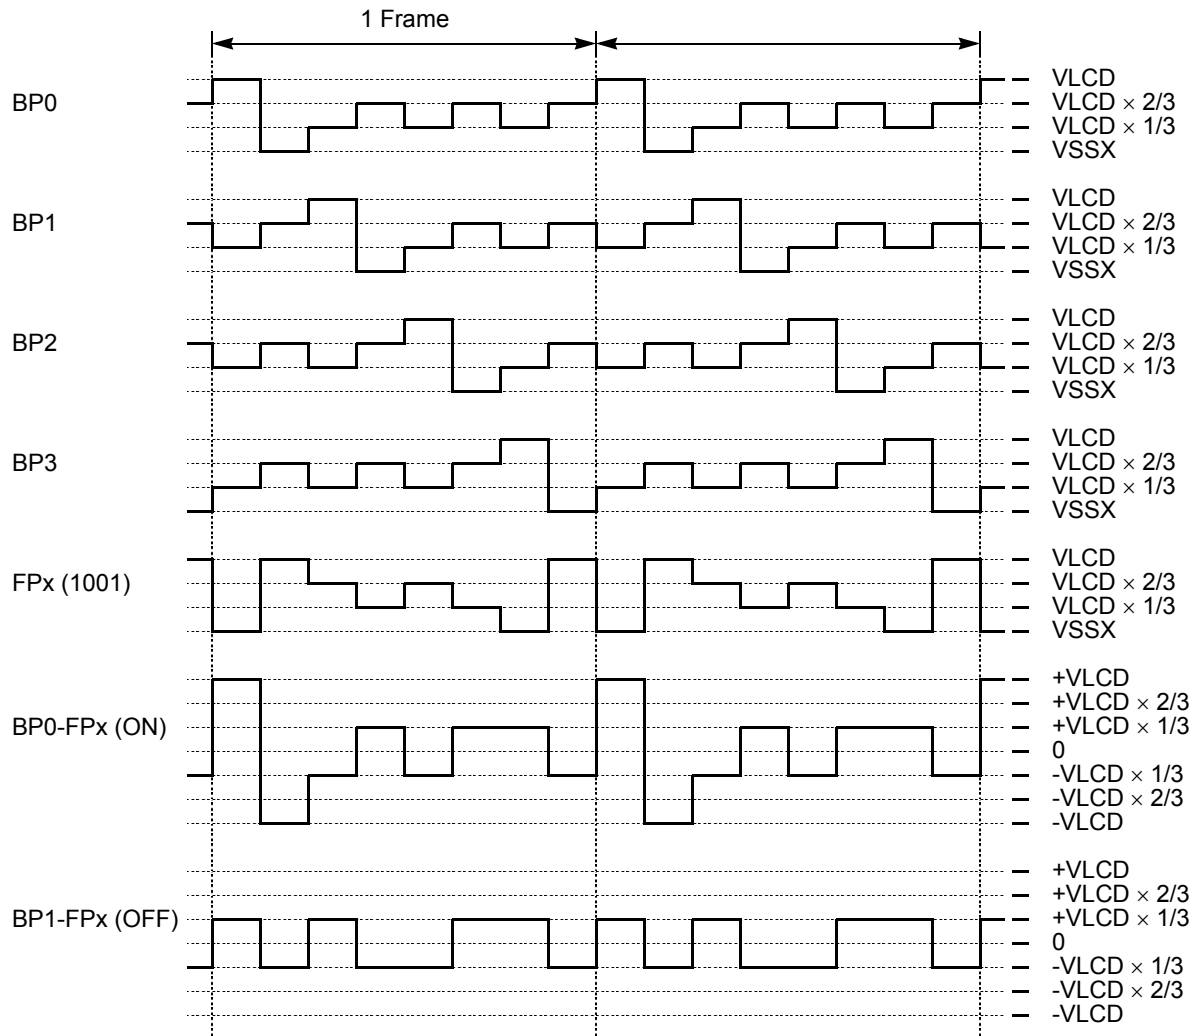 1 Frame
BP0
VLCD
VLCD × 2/3
VLCD × 1/3
VSSX
BP1
VLCD
VLCD × 2/3
VLCD × 1/3
VSSX
BP2
VLCD
VLCD × 2/3
VLCD × 1/3
VSSX
BP3
VLCD
VLCD × 2/3
VLCD × 1/3
VSSX
FPx (1001)
VLCD
VLCD × 2/3
VLCD × 1/3
VSSX
BP0-FPx (ON)
+VLCD
+VLCD × 2/3
+VLCD × 1/3
0
-VLCD × 1/3
-VLCD × 2/3
-VLCD
BP1-FPx (OFF)
+VLCD
+VLCD × 2/3
+VLCD × 1/3
0
-VLCD × 1/3
-VLCD × 2/3
-VLCD